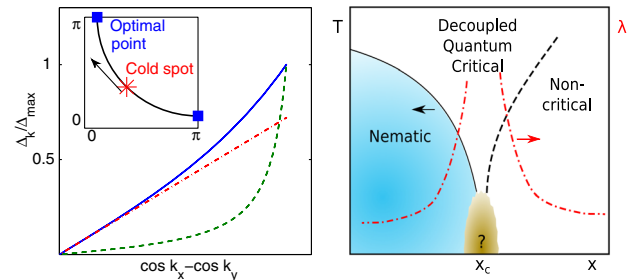 π
Optimal
point
Cold spot
0
0
π
1
0.5
Δk/Δmax
cos kx−cos ky
T
λ
Decoupled
Quantum
Critical
Non-
critical
Nematic
?
xc
x